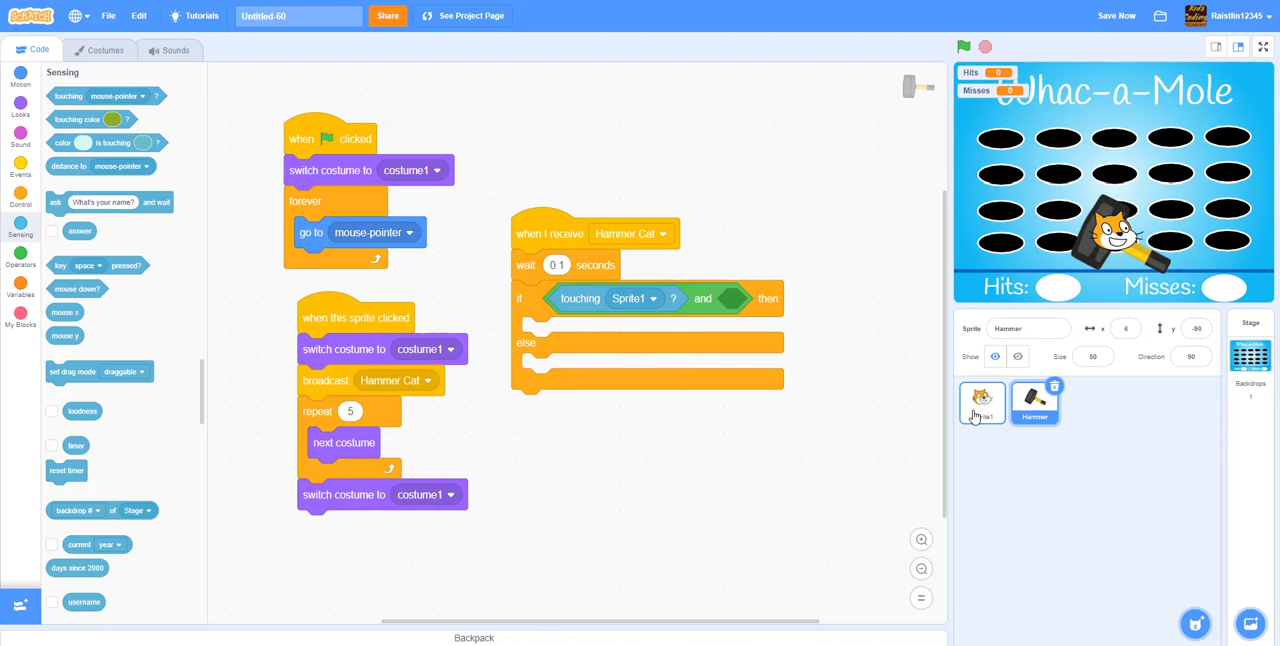 SCRATCH File Edit Tutorials Untitled-60 Share See Project Page Save Now Raistlin12345
Code Costumes Sounds
Motion
Looks
Sound
Events
Control
Sensing
Operators
Variables
My Blocks
Sensing
touching mouse-pointer ?
touching color ?
color is touching ?
distance to mouse-pointer
ask What's your name? and wait
answer
key space pressed?
mouse down?
mouse x
mouse y
set drag mode draggable
loudness
timer
reset timer
backdrop # of Stage
current year
days since 2000
username
when clicked
switch costume to costume1
forever
go to mouse-pointer
when this sprite clicked
switch costume to costume1
broadcast Hammer Cat
repeat 5
next costume
switch costume to costume1
when I receive Hammer Cat
wait 0.1 seconds
if touching Sprite1 ? and then
else
Backpack
Hits 0
Misses 0
Whac-a-Mole
Hits: Misses:
Sprite Hammer x 6 y -90
Show Size 50 Direction 90
Hammer
Stage
Backdrops
1